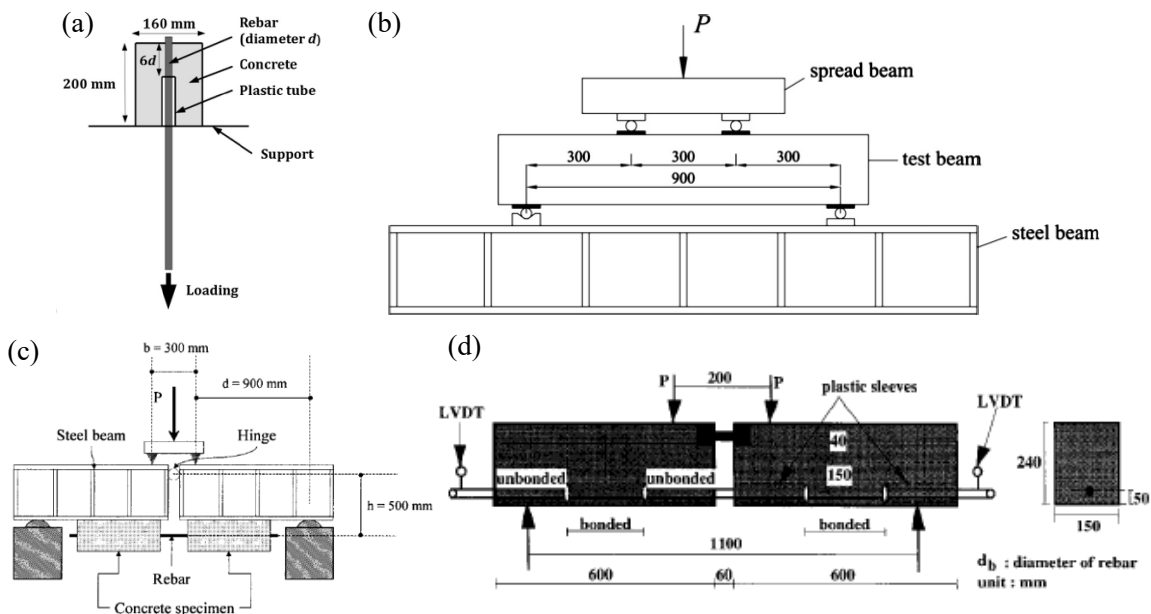 (a)
160 mm
Rebar
(diameter d)
6d
Concrete
200 mm
Plastic tube
Support
Loading
(b)
P
spread beam
300
300
300
test beam
900
steel beam
(c)
b = 300 mm
P
d = 900 mm
Steel beam
Hinge
h = 500 mm
Rebar
Concrete specimen
(d)
P
200
P
plastic sleeves
LVDT
LVDT
40
unbonded
unbonded
150
240
50
bonded
bonded
150
1100
600
60
600
d_b : diameter of rebar
unit : mm